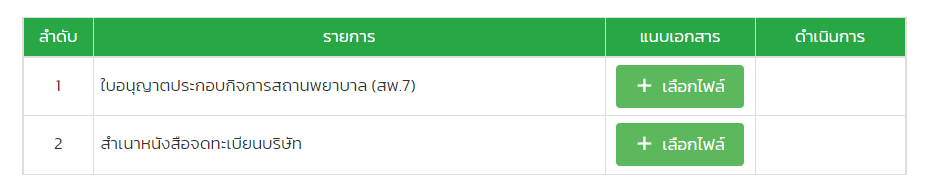 ลำดับ รายการ แนบเอกสาร ดำเนินการ
1 ใบอนุญาตประกอบกิจการสถานพยาบาล (สพ.7) + เลือกไฟล์
2 สำเนาหนังสือจดทะเบียนบริษัท + เลือกไฟล์